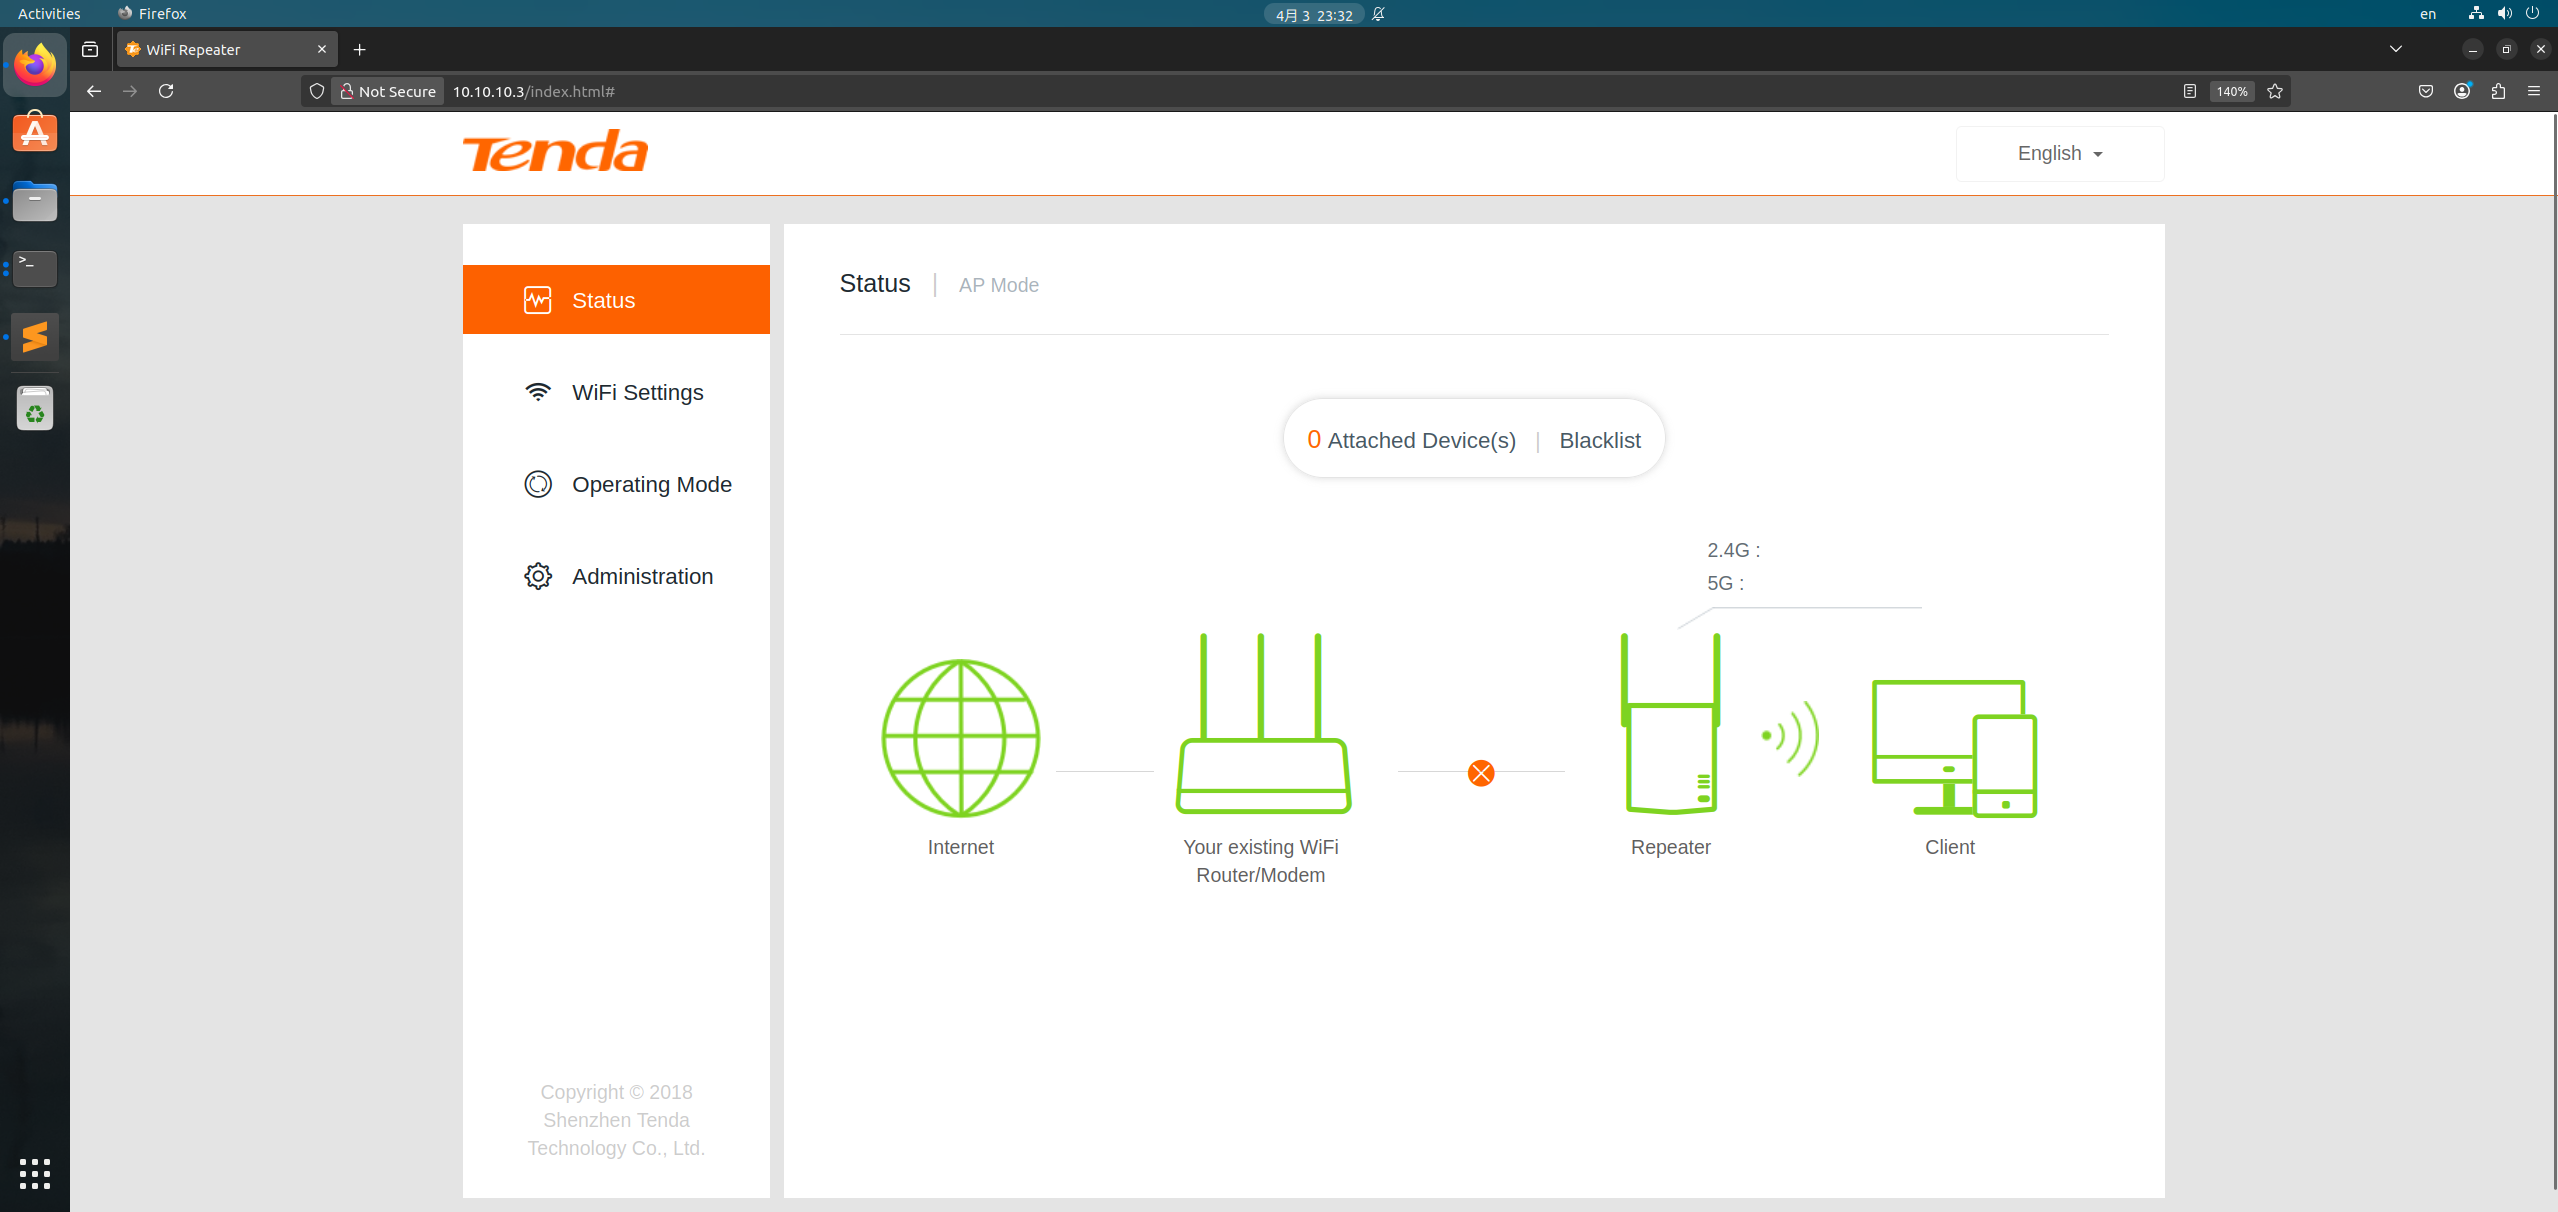 Activities
Firefox
4月 3 23:32
en
WiFi Repeater
Not Secure
10.10.10.3/index.html#
140%
Tenda
English
Status
WiFi Settings
Operating Mode
Administration
Copyright © 2018
Shenzhen Tenda
Technology Co., Ltd.
Status | AP Mode
0 Attached Device(s) | Blacklist
2.4G :
5G :
Internet
Your existing WiFi
Router/Modem
Repeater
Client